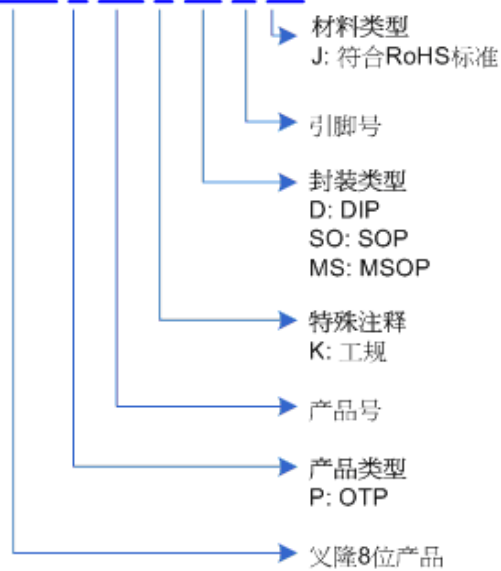 材料类型
J: 符合RoHS标准
引脚号
封装类型
D: DIP
SO: SOP
MS: MSOP
特殊注释
K: 工规
产品号
产品类型
P: OTP
义隆8位产品